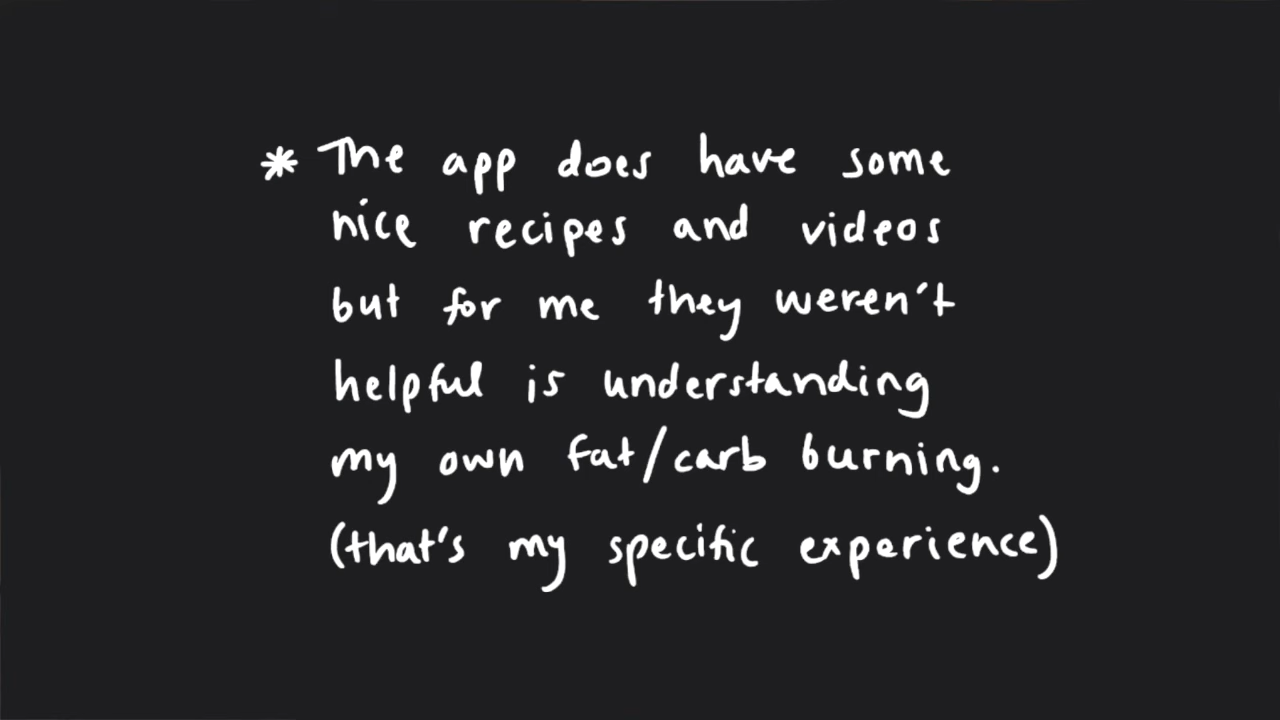 * The app does have some
nice recipes and videos
but for me they weren't
helpful is understanding
my own fat/carb burning.
(that's my specific experience)